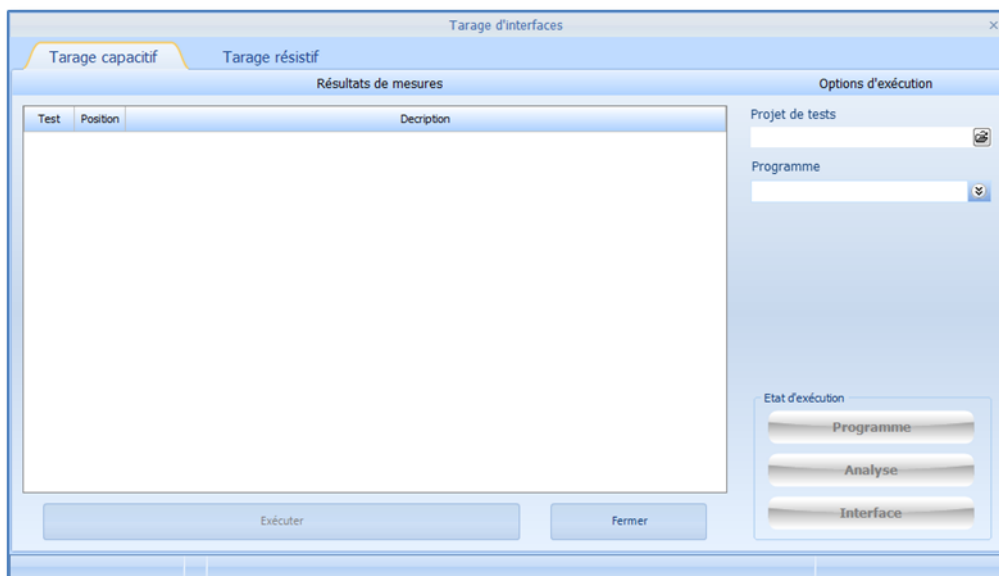 Tarage d'interfaces
Tarage capacitif Tarage résistif
Résultats de mesures Options d'exécution
Test Position Decription
Projet de tests
Programme
Etat d'exécution
Programme
Analyse
Interface
Exécuter Fermer